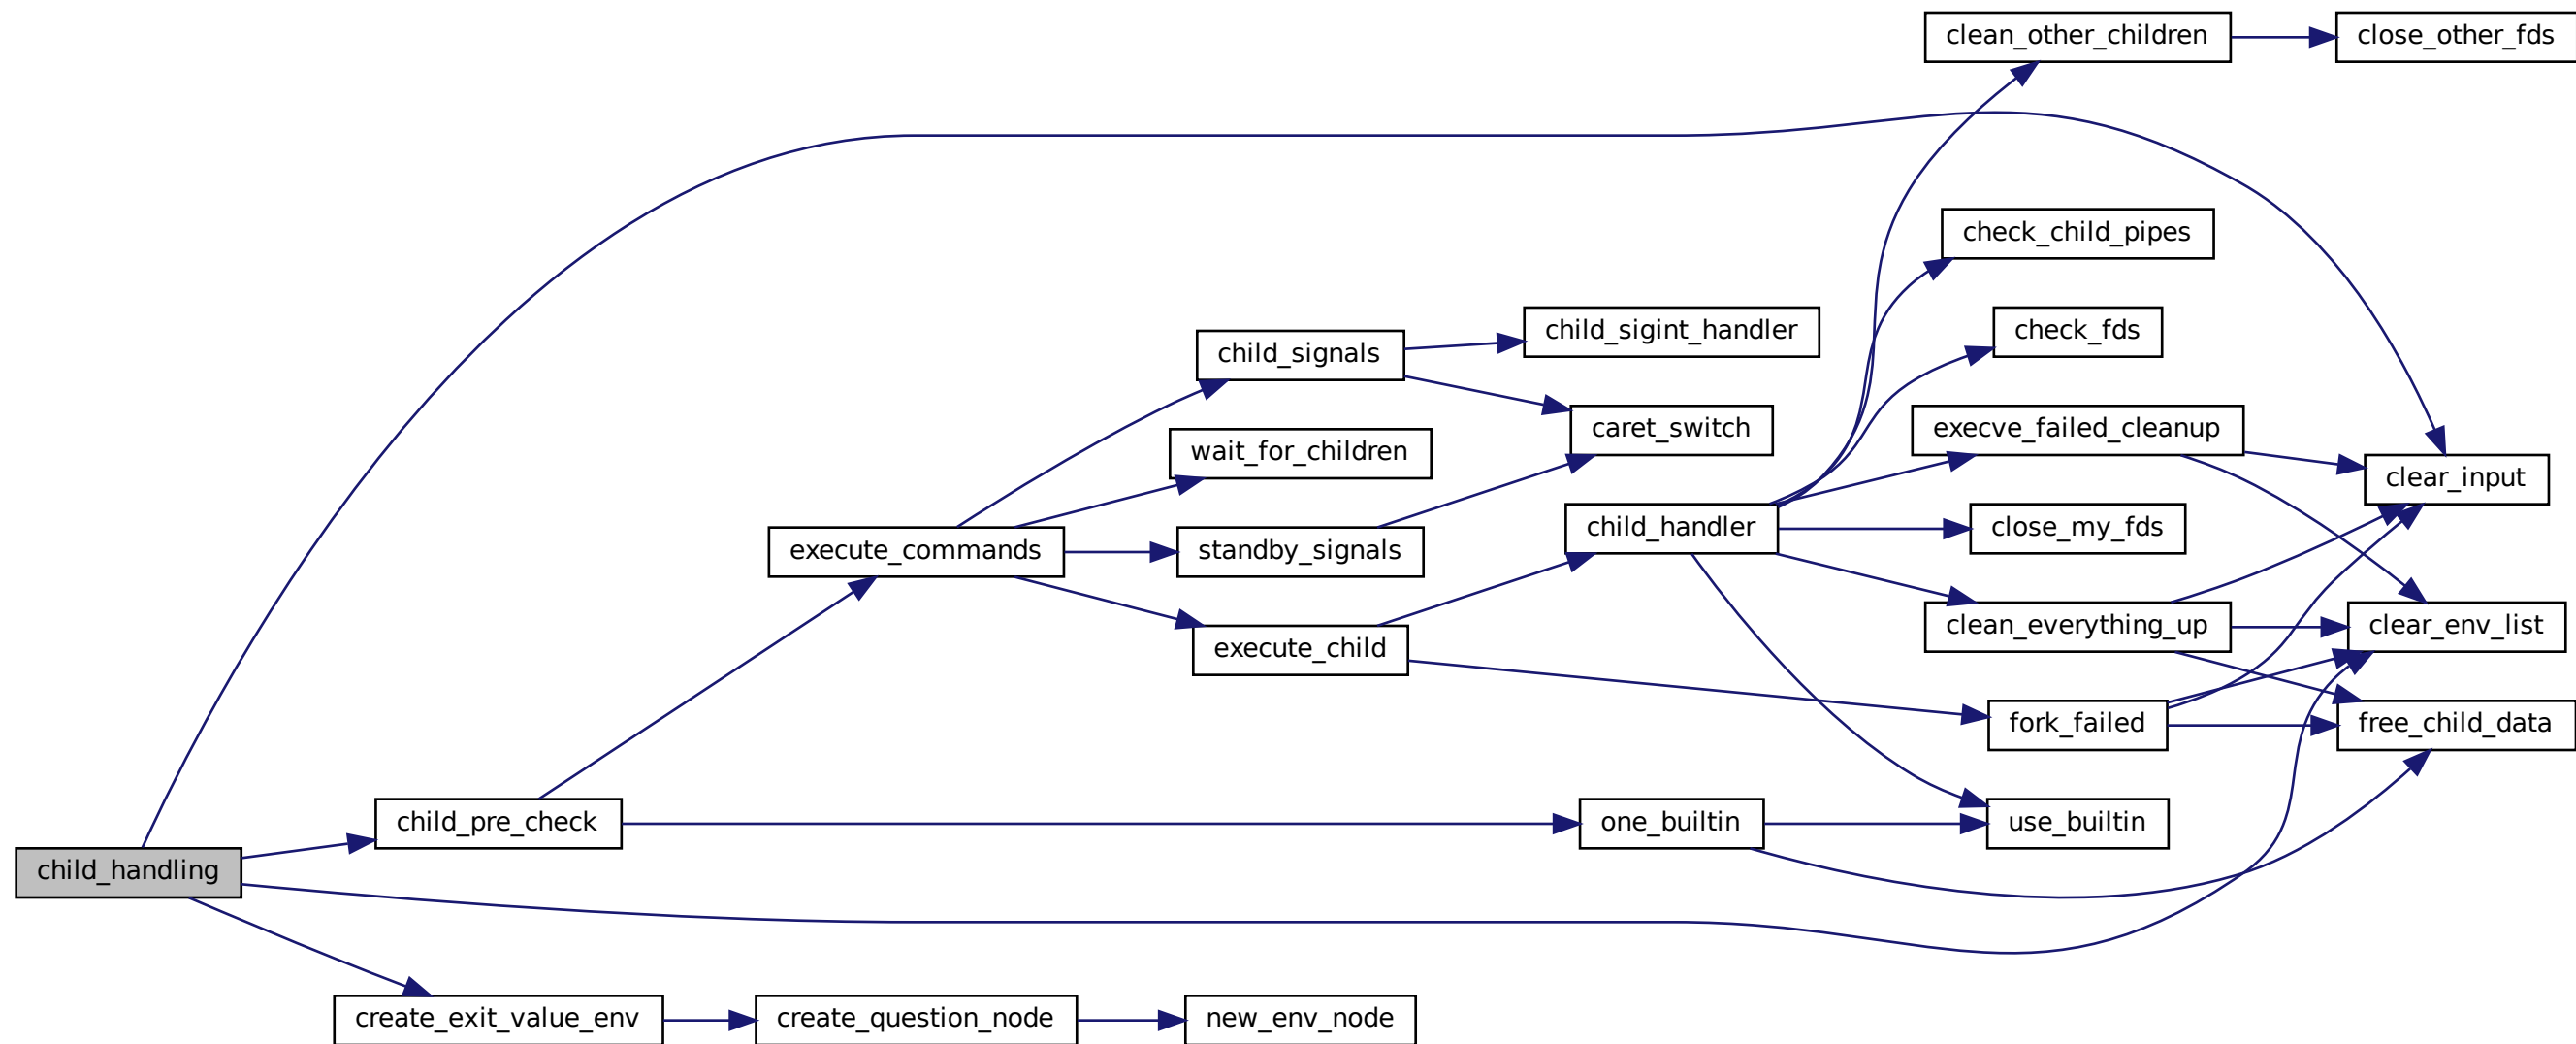 clean_other_children
close_other_fds
check_child_pipes
check_fds
child_sigint_handler
child_signals
caret_switch
execve_failed_cleanup
wait_for_children
clear_input
child_handler
close_my_fds
execute_commands
standby_signals
clean_everything_up
clear_env_list
execute_child
fork_failed
free_child_data
child_pre_check
one_builtin
use_builtin
child_handling
create_exit_value_env
create_question_node
new_env_node